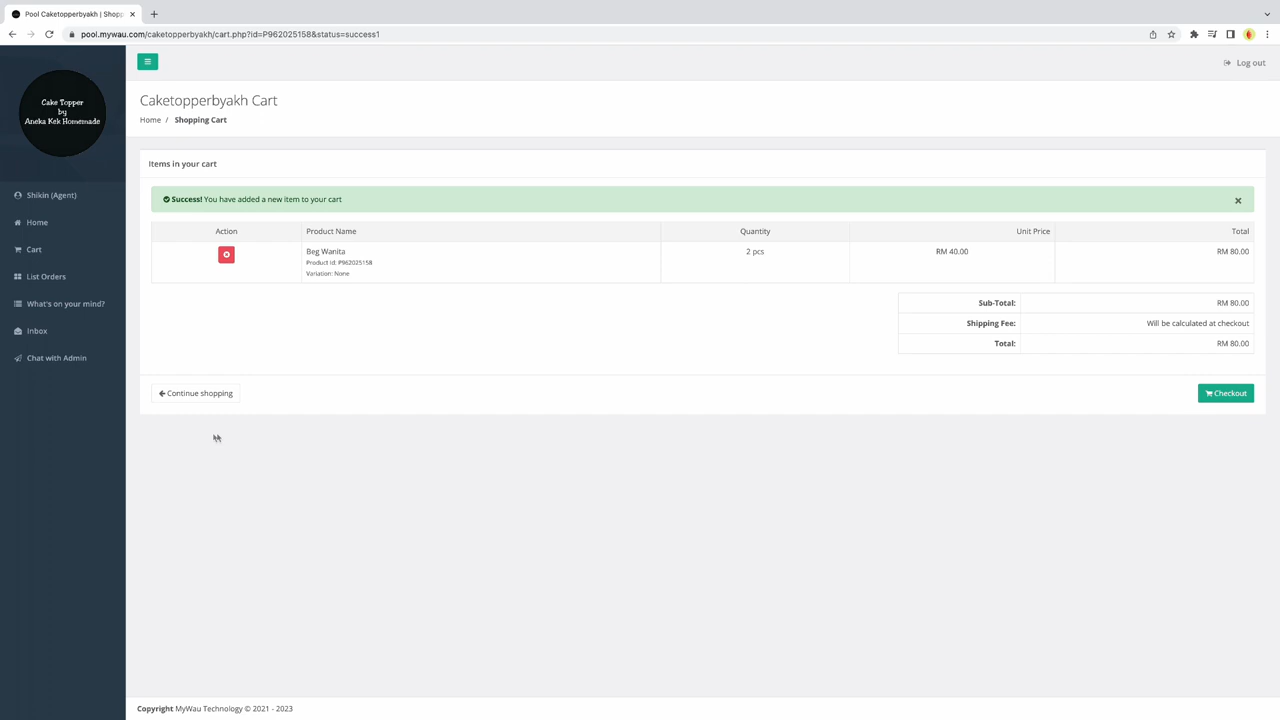 Pool Caketopperbyakh | Shopp
pool.mywau.com/caketopperbyakh/cart.php?id=P962025158&status=success1
Cake Topper
by
Aneka Kek Homemade
Shikin (Agent)
Home
Cart
List Orders
What's on your mind?
Inbox
Chat with Admin
Log out
Caketopperbyakh Cart
Home / Shopping Cart
Items in your cart
Success! You have added a new item to your cart
Action Product Name Quantity Unit Price Total
Beg Wanita 2 pcs RM 40.00 RM 80.00
Product Id: P962025158
Variation: None
Sub-Total: RM 80.00
Shipping Fee: Will be calculated at checkout
Total: RM 80.00
Continue shopping
Checkout
Copyright MyWau Technology © 2021 - 2023